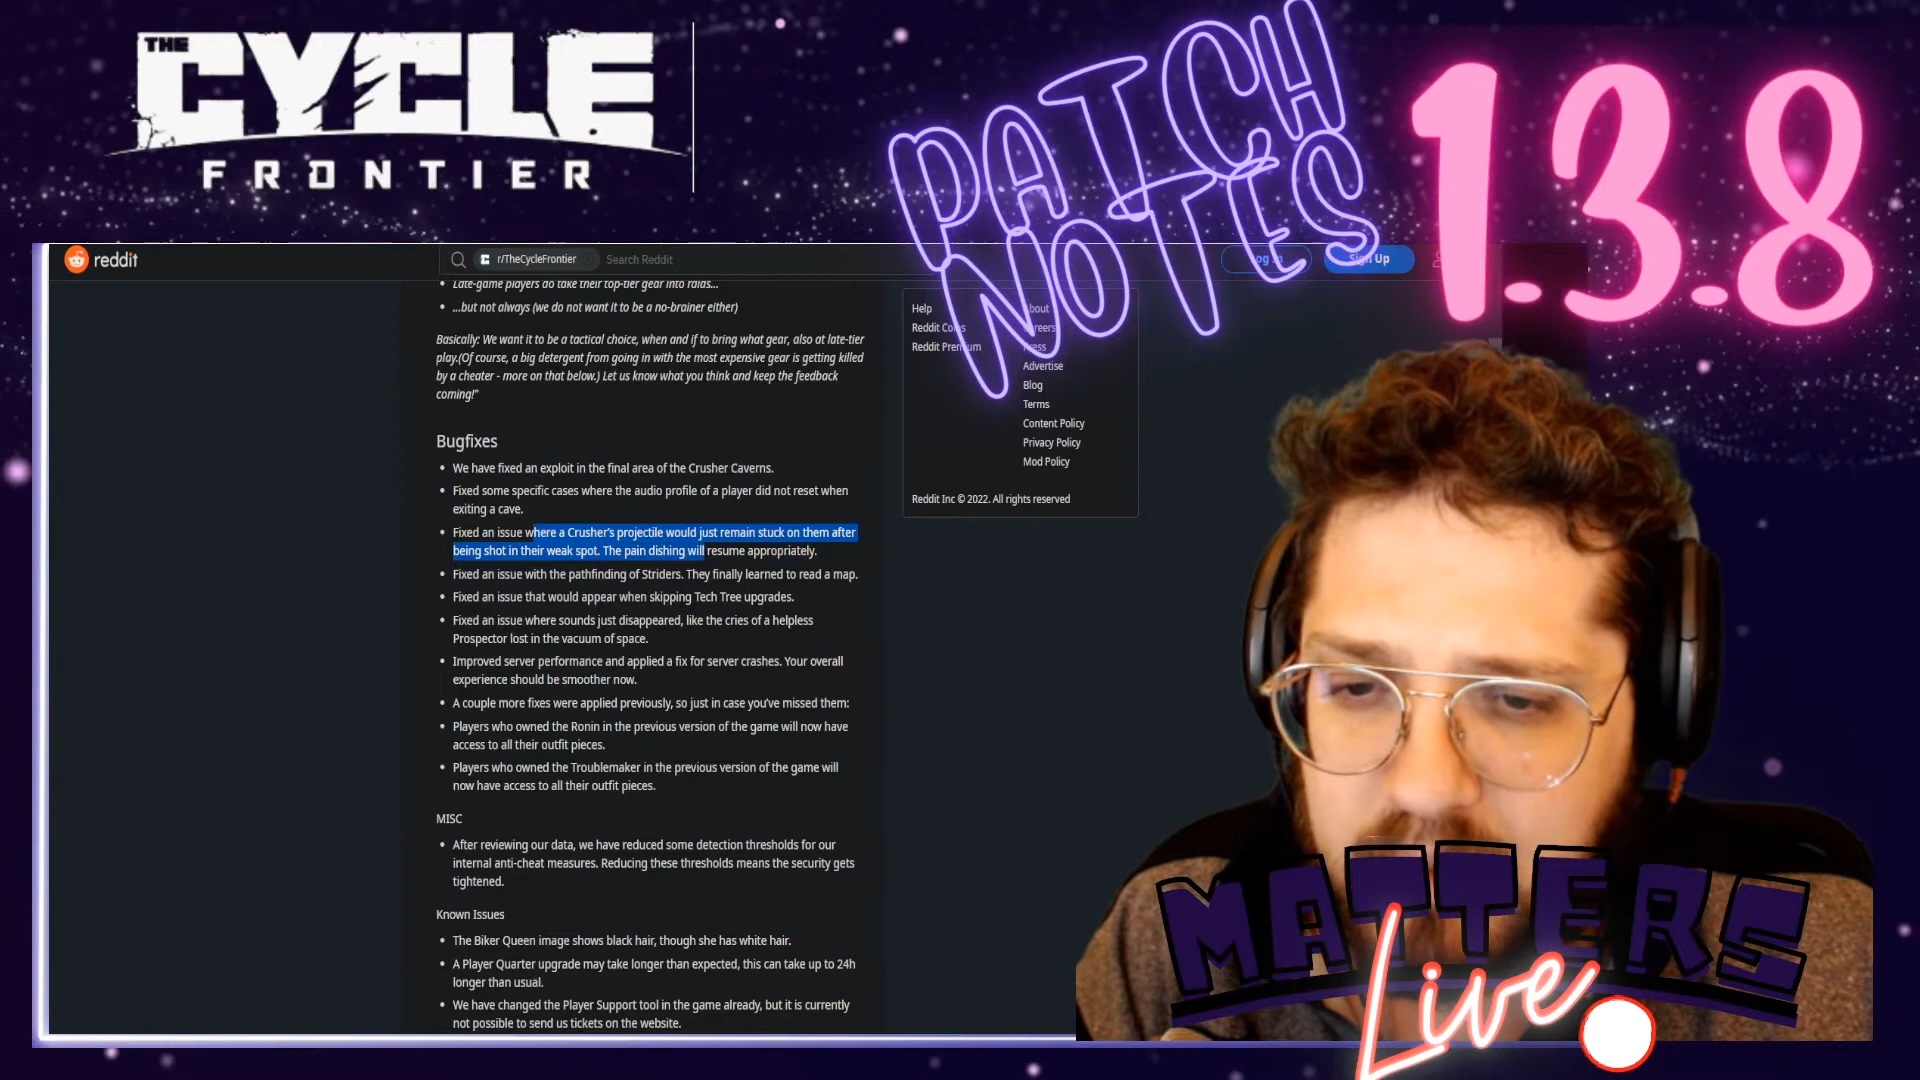 THE
CYCLE
FRONTIER
PATCH
NOTES
1.3.8
reddit
r/TheCycleFrontier
Search Reddit
Log In
Sign Up
Late-game players do take their top-tier gear into raids...
...but not always (we do not want it to be a no-brainer either)
Basically: We want it to be a tactical choice, when and if to bring what gear, also at late-tier
play.(Of course, a big detergent from going in with the most expensive gear is getting killed
by a cheater - more on that below.) Let us know what you think and keep the feedback
coming!"
Bugfixes
We have fixed an exploit in the final area of the Crusher Caverns.
Fixed some specific cases where the audio profile of a player did not reset when
exiting a cave.
Fixed an issue where a Crusher's projectile would just remain stuck on them after
being shot in their weak spot. The pain dishing will resume appropriately.
Fixed an issue with the pathfinding of Striders. They finally learned to read a map.
Fixed an issue that would appear when skipping Tech Tree upgrades.
Fixed an issue where sounds just disappeared, like the cries of a helpless
Prospector lost in the vacuum of space.
Improved server performance and applied a fix for server crashes. Your overall
experience should be smoother now.
A couple more fixes were applied previously, so just in case you've missed them:
Players who owned the Ronin in the previous version of the game will now have
access to all their outfit pieces.
Players who owned the Troublemaker in the previous version of the game will
now have access to all their outfit pieces.
MISC
After reviewing our data, we have reduced some detection thresholds for our
internal anti-cheat measures. Reducing these thresholds means the security gets
tightened.
Known Issues
The Biker Queen image shows black hair, though she has white hair.
A Player Quarter upgrade may take longer than expected, this can take up to 24h
longer than usual.
We have changed the Player Support tool in the game already, but it is currently
not possible to send us tickets on the website.
Help
Reddit Coins
Reddit Premium
About
Careers
Press
Advertise
Blog
Terms
Content Policy
Privacy Policy
Mod Policy
Reddit Inc © 2022. All rights reserved
MATTERS
Live